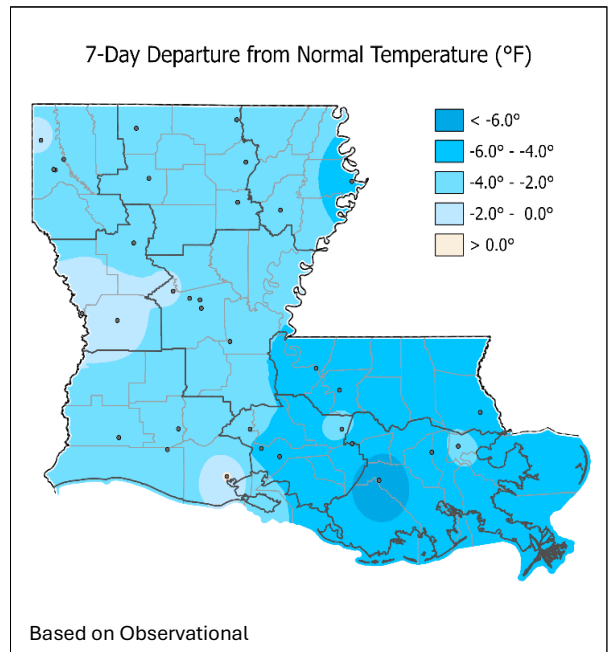 7-Day Departure from Normal Temperature (°F)
< -6.0°
-6.0° - -4.0°
-4.0° - -2.0°
-2.0° - 0.0°
> 0.0°
Based on Observational